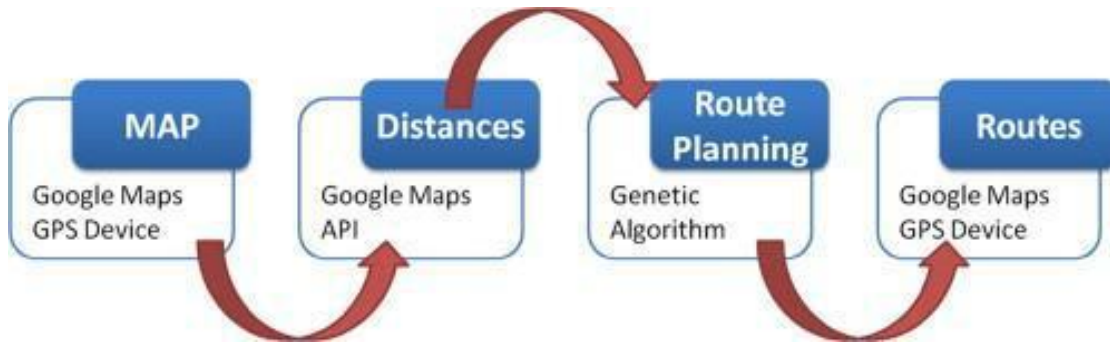 MAP
Google Maps
GPS Device
Distances
Google Maps
API
Route
Planning
Genetic
Algorithm
Routes
Google Maps
GPS Device